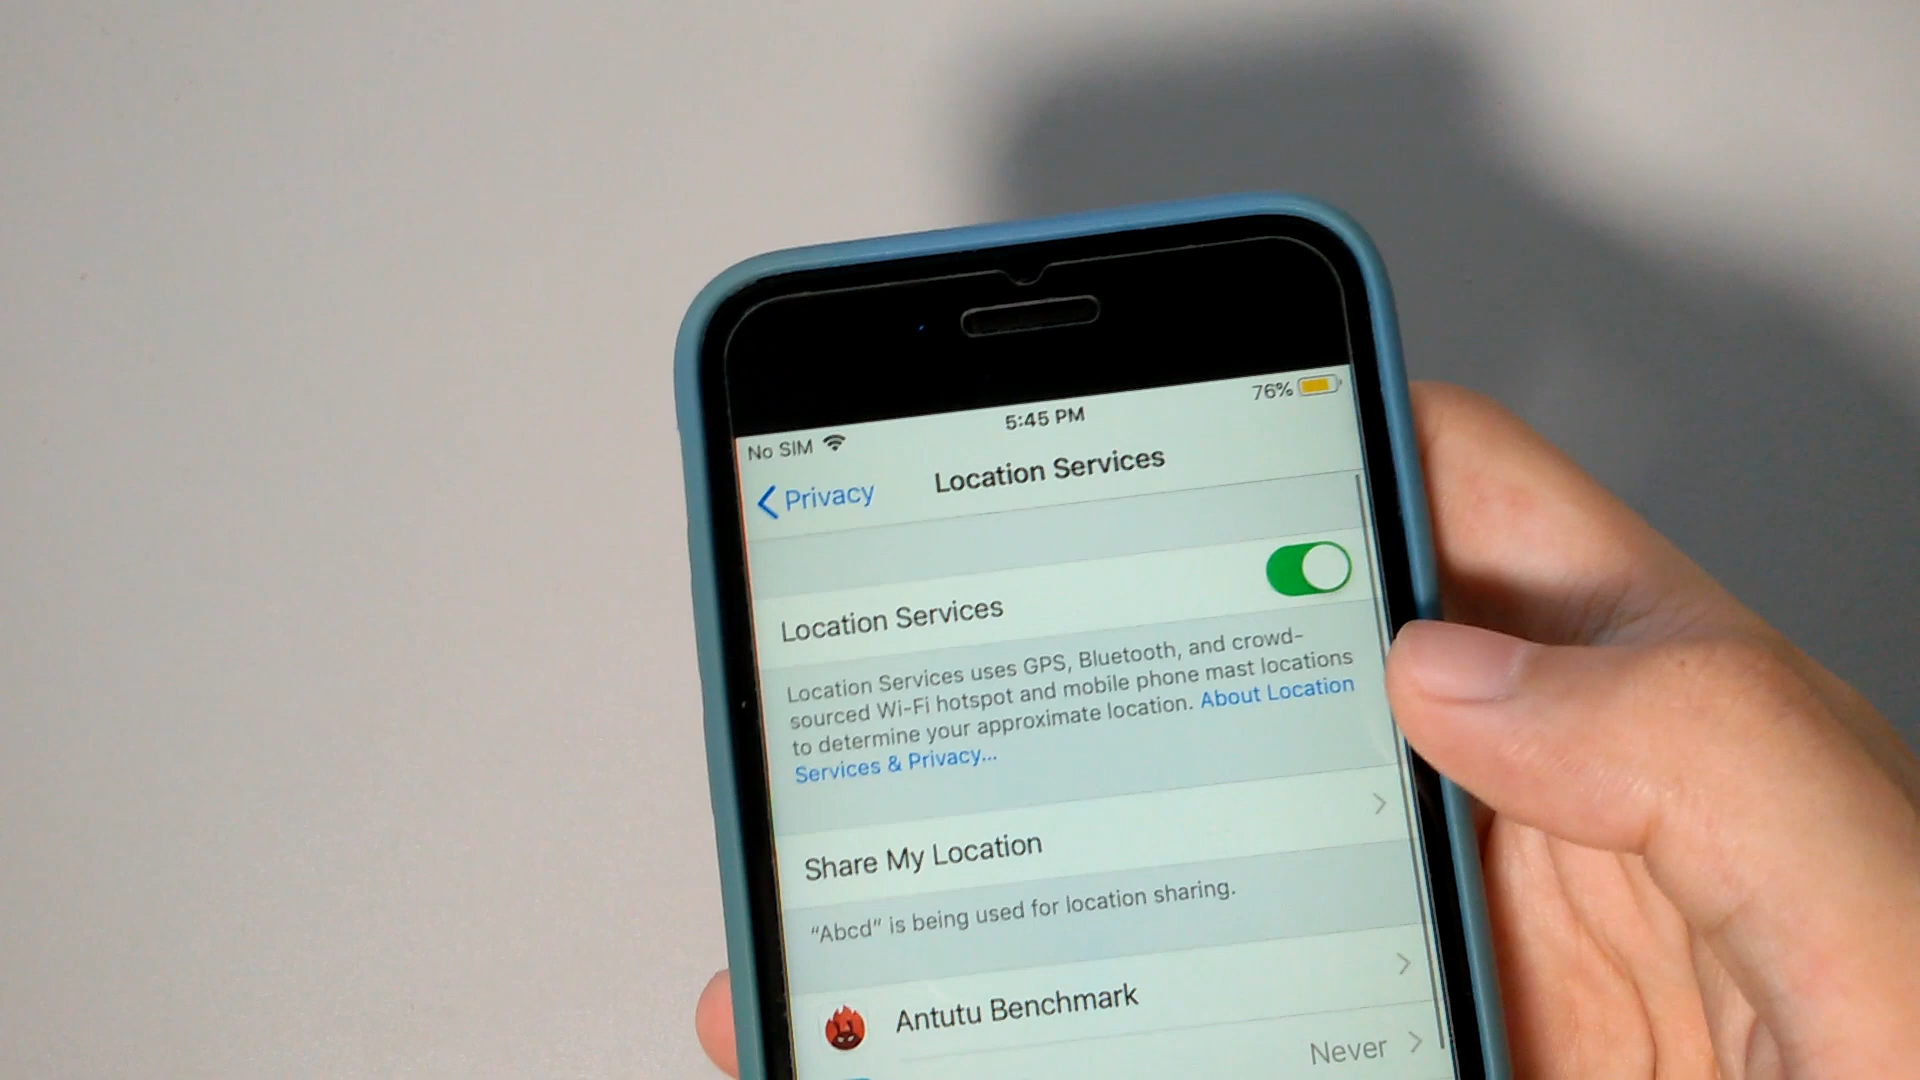 No SIM 5:45 PM 76%
Privacy Location Services
Location Services
Location Services uses GPS, Bluetooth, and crowd-
sourced Wi-Fi hotspot and mobile phone mast locations
to determine your approximate location. About Location
Services & Privacy...
Share My Location
“Abcd” is being used for location sharing.
Antutu Benchmark
Never